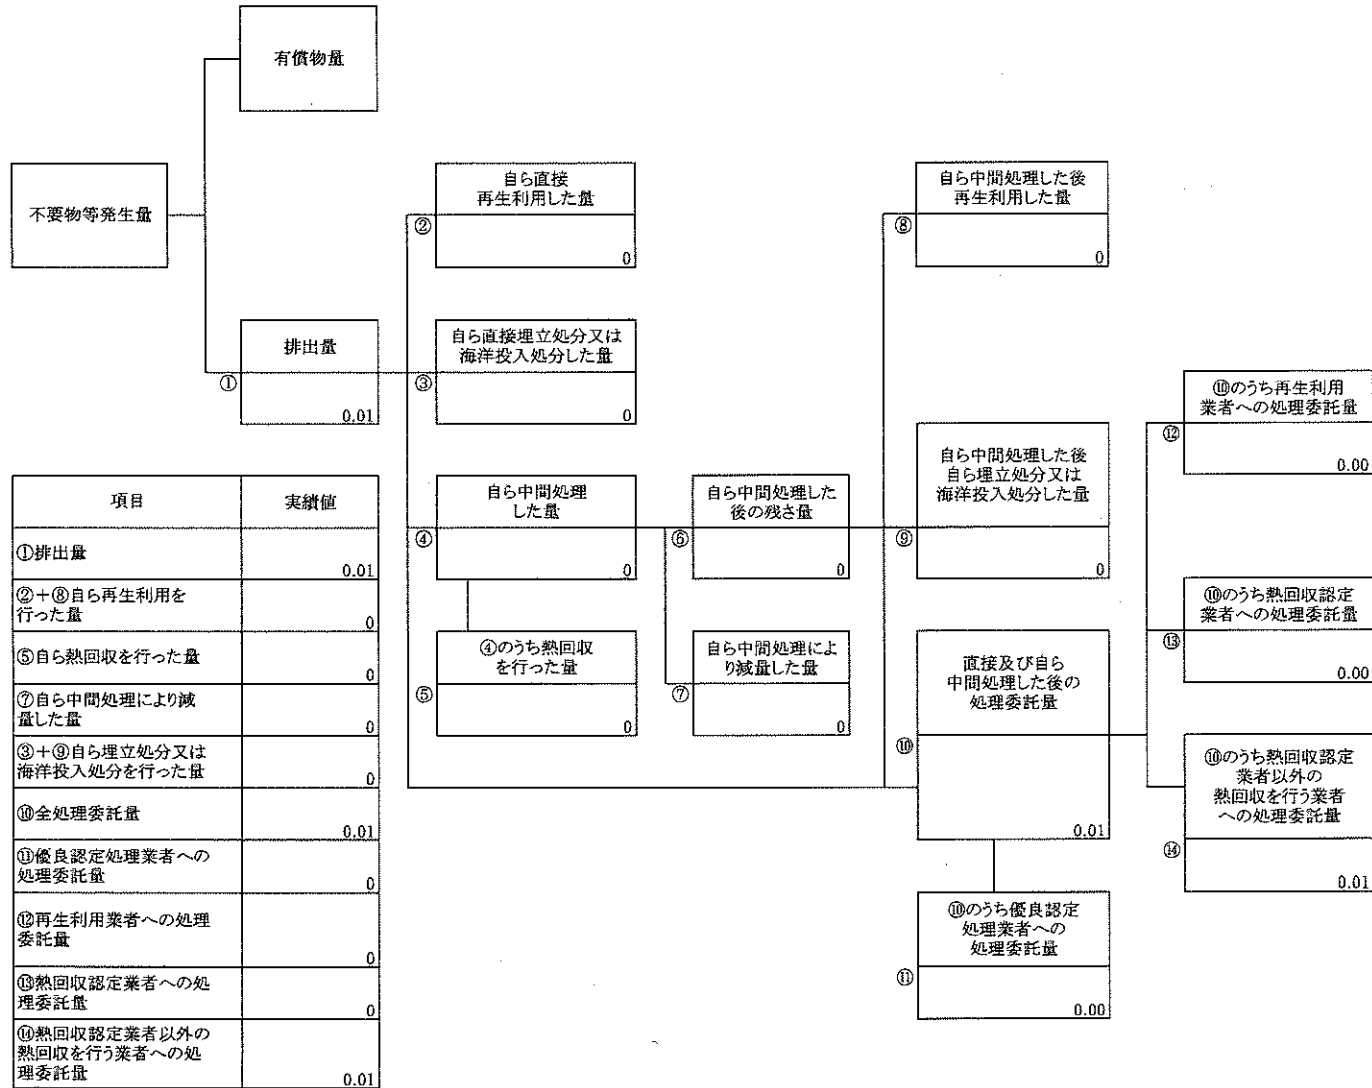 有償物量
不要物等発生量
排出量
①
0.01
自ら直接
再生利用した量
②
0
自ら直接埋立処分又は
海洋投入処分した量
③
0
自ら中間処理
した量
④
0
④のうち熱回収
を行った量
⑤
0
自ら中間処理した
後の残さ量
⑥
0
自ら中間処理によ
り減量した量
⑦
0
自ら中間処理した後
再生利用した量
⑧
0
自ら中間処理した後
自ら埋立処分又は
海洋投入処分した量
⑨
0
直接及び自ら
中間処理した後の
処理委託量
⑩
0.01
⑩のうち優良認定
処理業者への
処理委託量
⑪
0.00
⑩のうち再生利用
業者への処理委託量
⑫
0.00
⑩のうち熱回収認定
業者への処理委託量
⑬
0.00
⑩のうち熱回収認定
業者以外の
熱回収を行う業者
への処理委託量
⑭
0.01
項目 実績値
①排出量
0.01
②+⑧自ら再生利用を
行った量
0
⑤自ら熱回収を行った量
0
⑦自ら中間処理により減
量した量
0
③+⑨自ら埋立処分又は
海洋投入処分を行った量
0
⑩全処理委託量
0.01
⑪優良認定処理業者への
処理委託量
0
⑫再生利用業者への処理
委託量
0
⑬熱回収認定業者への処
理委託量
0
⑭熱回収認定業者以外の
熱回収を行う業者への処
理委託量
0.01